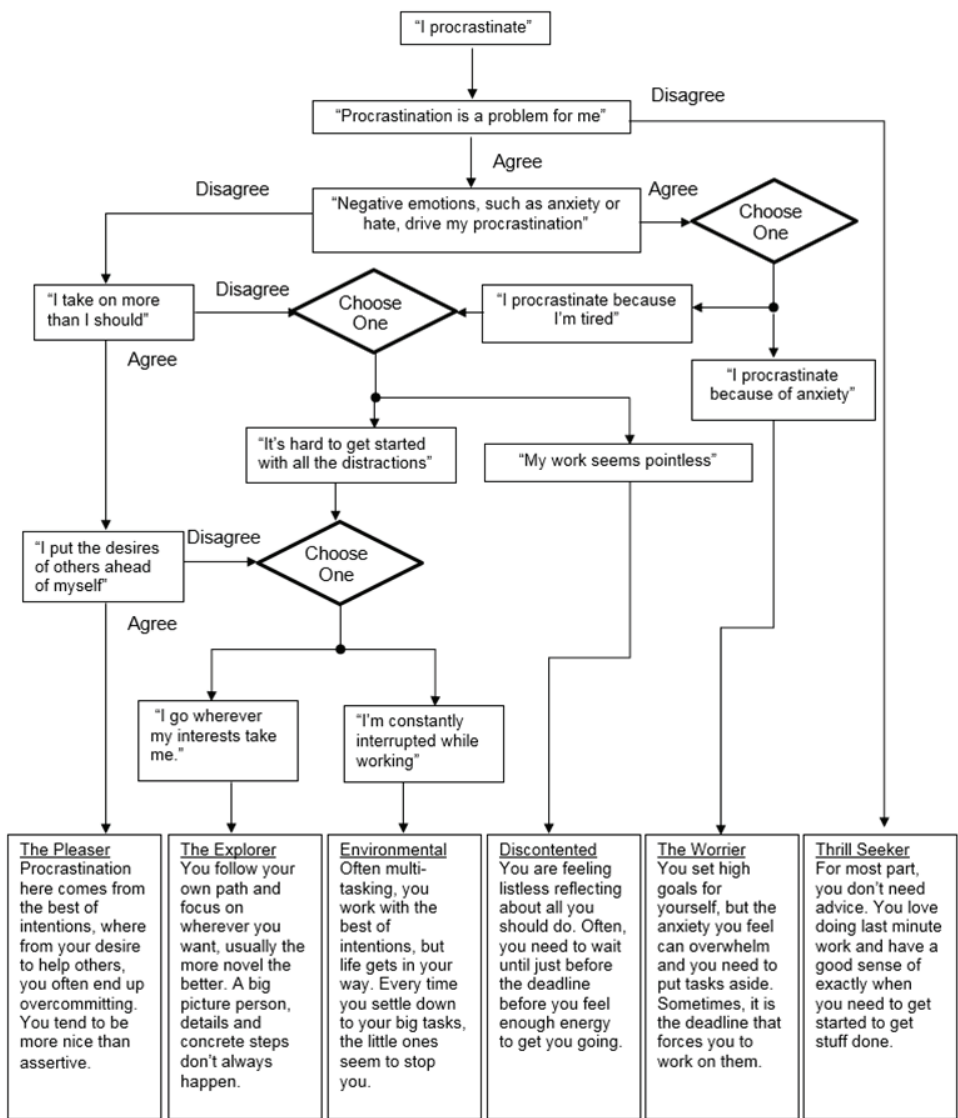 “I procrastinate”
Disagree
“Procrastination is a problem for me”
Agree
Disagree
Agree
“Negative emotions, such as anxiety or
hate, drive my procrastination”
Choose
One
“I take on more
than I should”
Disagree
Choose
One
“I procrastinate because
I’m tired”
Agree
“I procrastinate
because of anxiety”
“It’s hard to get started
with all the distractions”
“My work seems pointless”
“I put the desires
of others ahead
of myself”
Disagree
Choose
One
Agree
“I go wherever
my interests take
me.”
“I’m constantly
interrupted while
working”
The Pleaser
Procrastination
here comes from
the best of
intentions, where
from your desire
to help others,
you often end up
overcommitting.
You tend to be
more nice than
assertive.
The Explorer
You follow your
own path and
focus on
wherever you
want, usually the
more novel the
better. A big
picture person,
details and
concrete steps
don’t always
happen.
Environmental
Often multi-
tasking, you
work with the
best of
intentions, but
life gets in your
way. Every time
you settle down
to your big tasks,
the little ones
seem to stop
you.
Discontented
You are feeling
listless reflecting
about all you
should do. Often,
you need to wait
until just before
the deadline
before you feel
enough energy
to get you going.
The Worrier
You set high
goals for
yourself, but the
anxiety you feel
can overwhelm
and you need to
put tasks aside.
Sometimes, it is
the deadline that
forces you to
work on them.
Thrill Seeker
For most part,
you don’t need
advice. You love
doing last minute
work and have a
good sense of
exactly when
you need to get
started to get
stuff done.